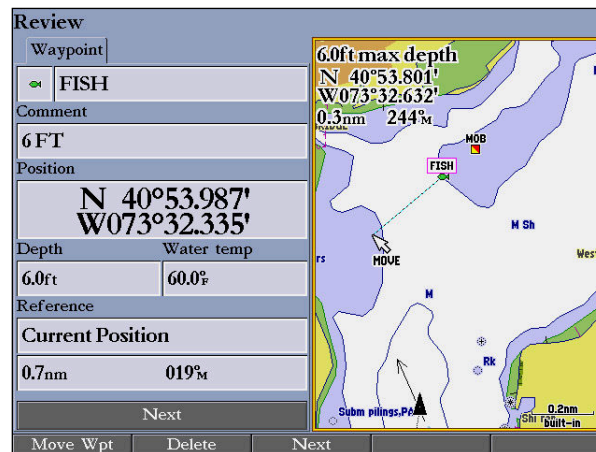 Review
Waypoint
FISH
Comment
6 FT
Position
N 40°53.987'
W073°32.335'
Depth Water temp
6.0ft 60.0°F
Reference
Current Position
0.7nm 019°M
Next
Move Wpt Delete Next
6.0ft max depth
N 40°53.801'
W073°32.632'
0.3nm 244°M
MOB
FISH
M Sh
MOVE
rs
Wes
M
Rk
Subm pilings,PA
0.2nm
built-in